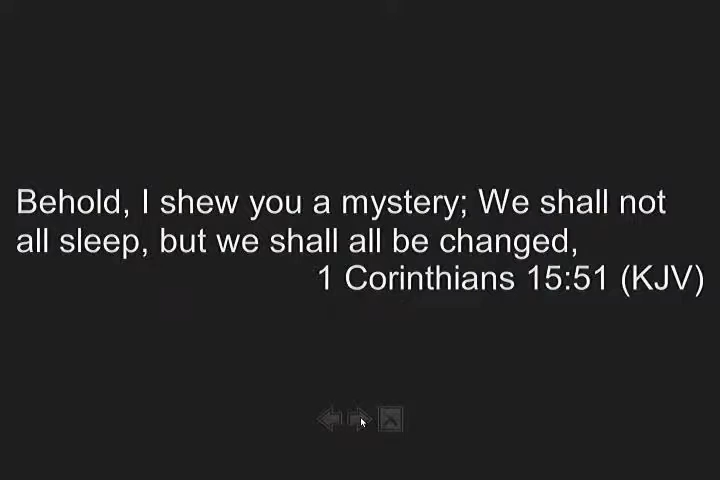 Behold, I shew you a mystery; We shall not
all sleep, but we shall all be changed,
1 Corinthians 15:51 (KJV)